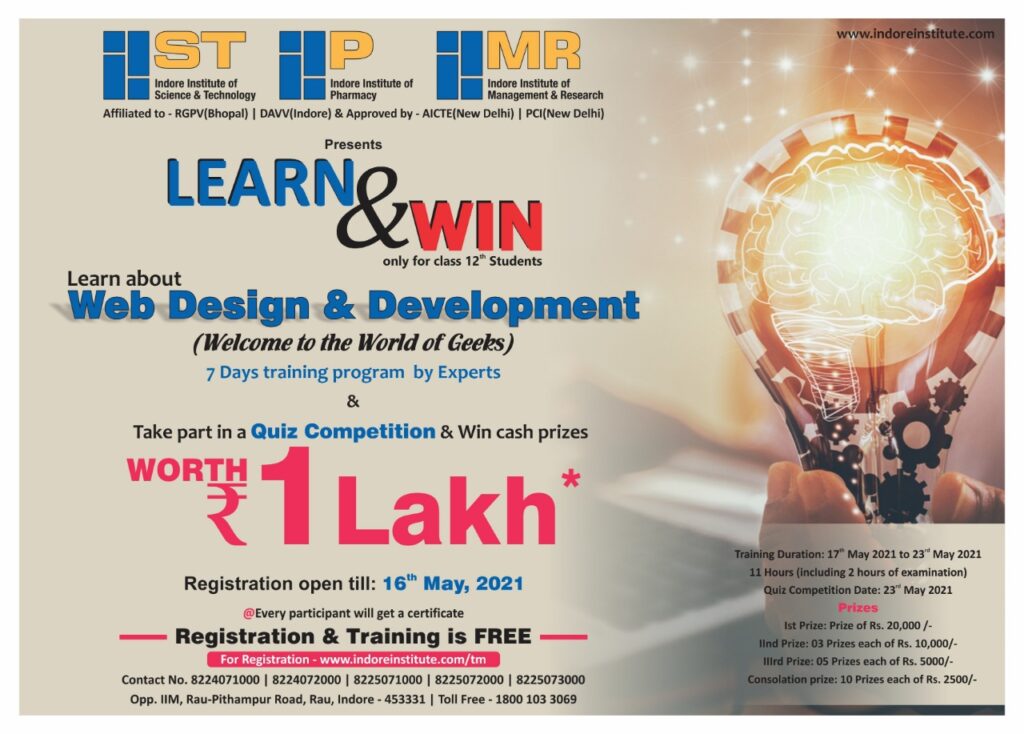 www.indoreinstitute.com
IIST
Indore Institute of
Science & Technology
IIP
Indore Institute of
Pharmacy
IIMR
Indore Institute of
Management & Research
Affiliated to - RGPV(Bhopal) | DAVV(Indore) & Approved by - AICTE(New Delhi) | PCI(New Delhi)
Presents
LEARN & WIN
only for class 12th Students
Learn about
Web Design & Development
(Welcome to the World of Geeks)
7 Days training program by Experts
&
Take part in a Quiz Competition & Win cash prizes
WORTH ₹ 1 Lakh*
Registration open till: 16th May, 2021
@Every participant will get a certificate
Registration & Training is FREE
For Registration - www.indoreinstitute.com/tm
Contact No. 8224071000 | 8224072000 | 8225071000 | 8225072000 | 8225073000
Opp. IIM, Rau-Pithampur Road, Rau, Indore - 453331 | Toll Free - 1800 103 3069
Training Duration: 17th May 2021 to 23rd May 2021
11 Hours (including 2 hours of examination)
Quiz Competition Date: 23rd May 2021
Prizes
Ist Prize: Prize of Rs. 20,000 /-
IInd Prize: 03 Prizes each of Rs. 10,000/-
IIIrd Prize: 05 Prizes each of Rs. 5000/-
Consolation prize: 10 Prizes each of Rs. 2500/-